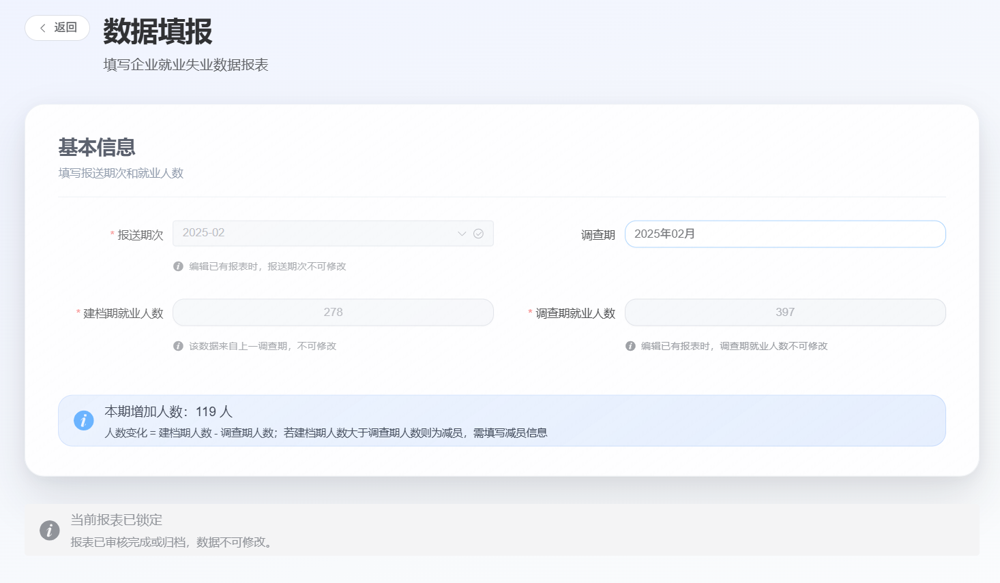 返回
数据填报
填写企业就业失业数据报表
基本信息
填写报送期次和就业人数
* 报送期次 2025-02
调查期 2025年02月
编辑已有报表时，报送期次不可修改
* 建档期就业人数 278
* 调查期就业人数 397
该数据来自上一调查期，不可修改
编辑已有报表时，调查期就业人数不可修改
本期增加人数：119 人
人数变化 = 建档期人数 - 调查期人数；若建档期人数大于调查期人数则为减员，需填写减员信息
当前报表已锁定
报表已审核完成或归档，数据不可修改。